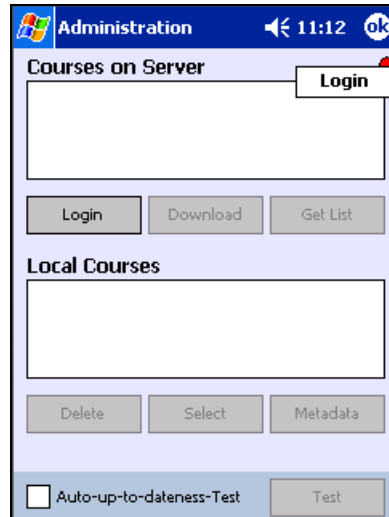 Administration 11:12 ok
Courses on Server
Login
Login Download Get List
Local Courses
Delete Select Metadata
Auto-up-to-dateness-Test Test